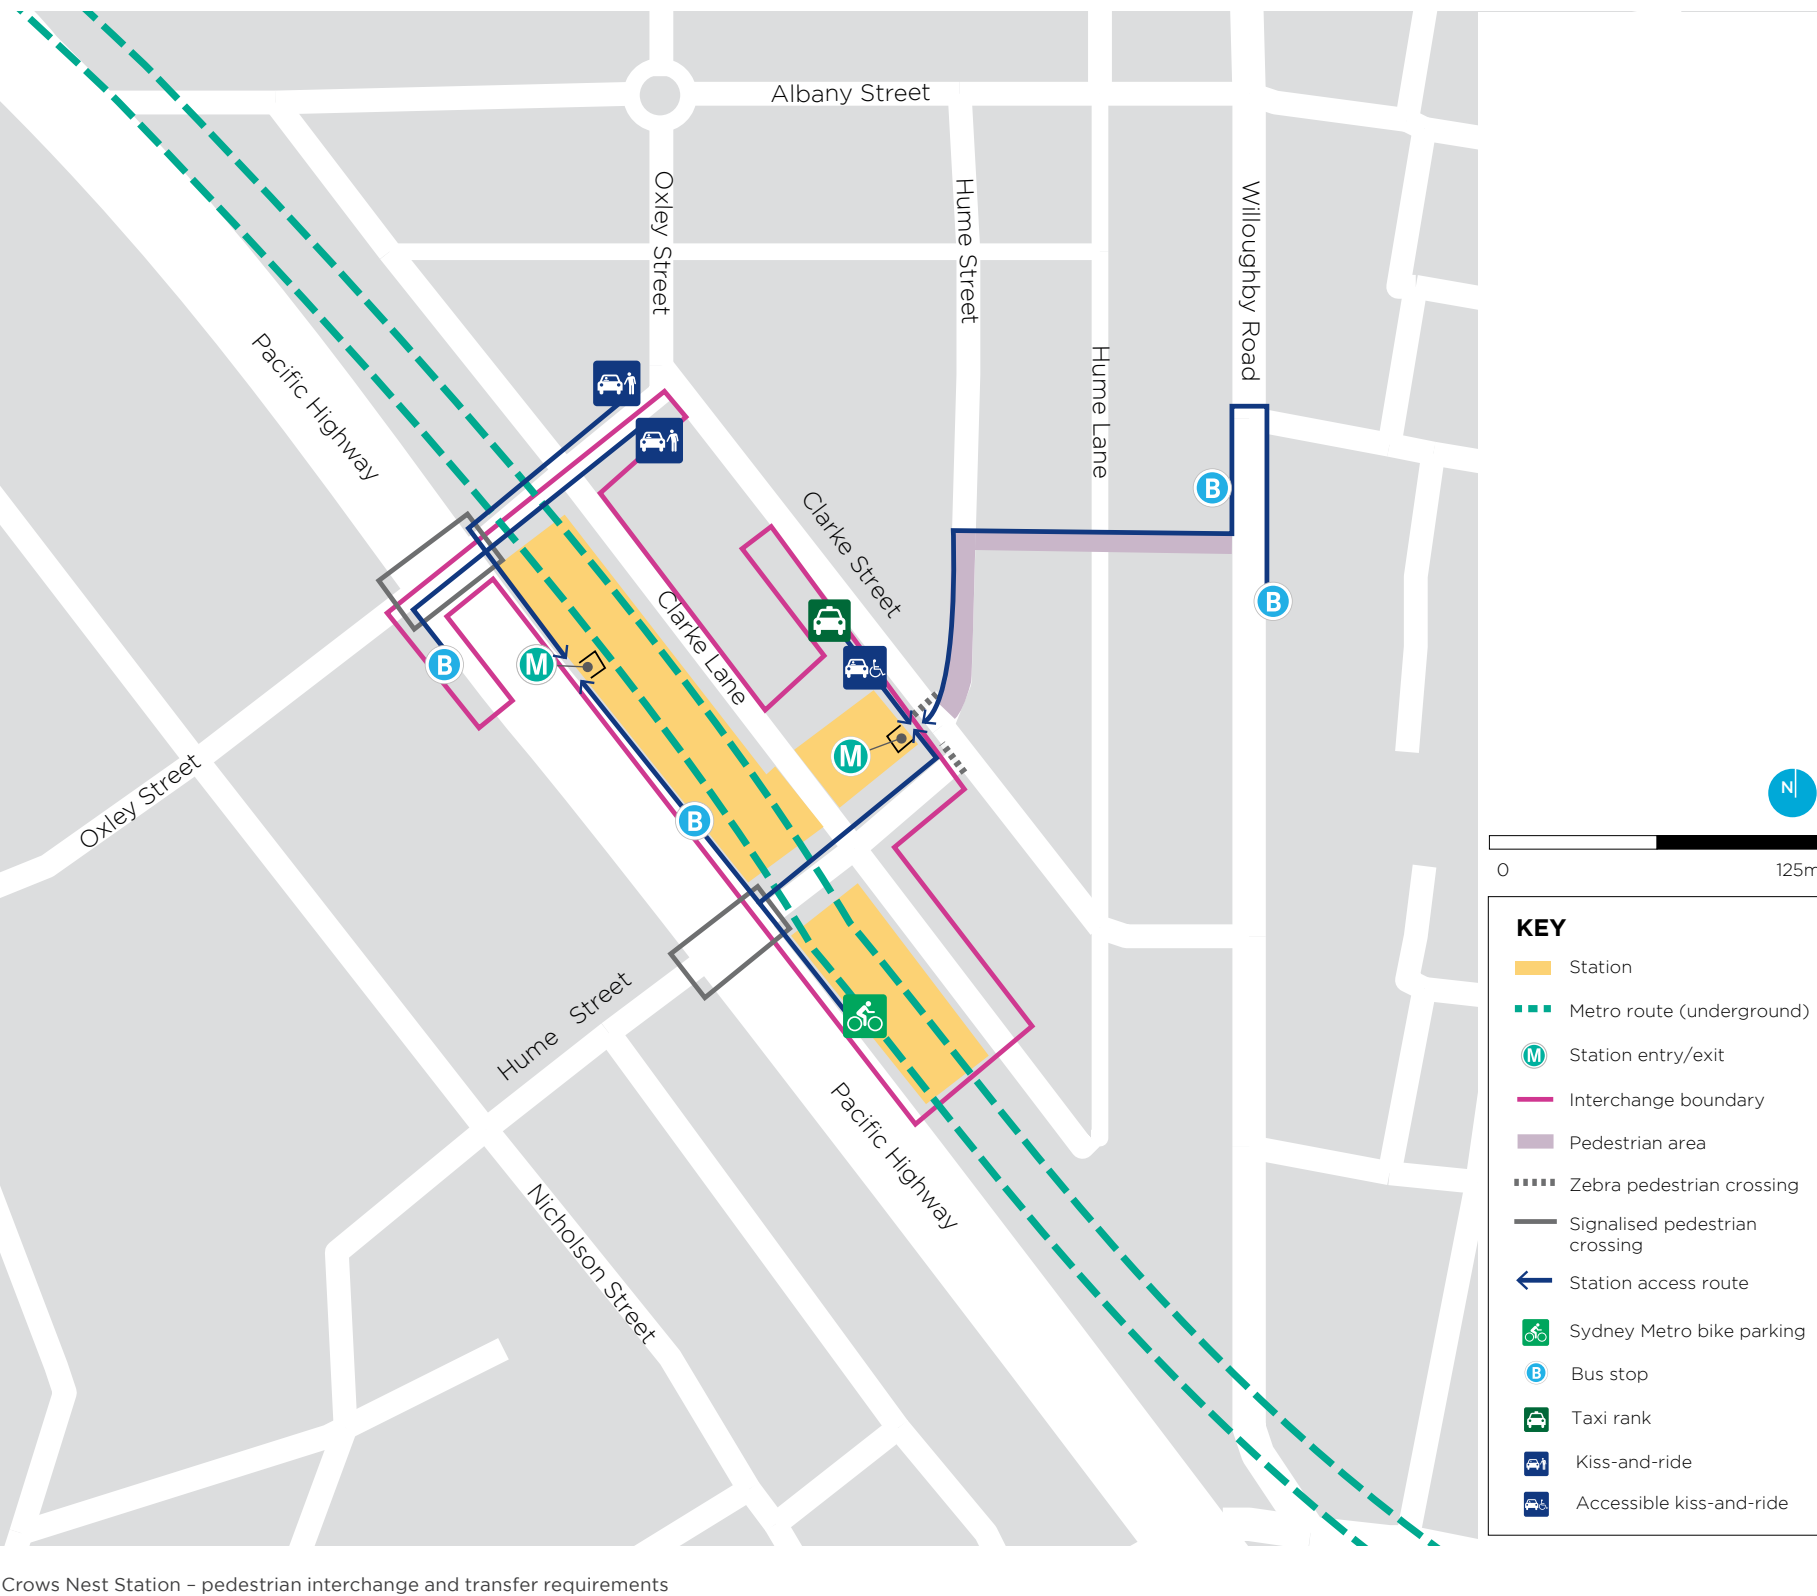 Albany Street
Oxley Street
Hume Street
Willoughby Road
Pacific Highway
Hume Lane
Clarke Street
B
Clarke Lane
B
B
M
M
Oxley Street
B
N
0
125m
KEY
Station
Metro route (underground)
Hume Street
M
Station entry/exit
Pacific Highway
Interchange boundary
Pedestrian area
Zebra pedestrian crossing
Nicholson Street
Signalised pedestrian
crossing
Station access route
Sydney Metro bike parking
B
Bus stop
Taxi rank
Kiss-and-ride
Accessible kiss-and-ride
Crows Nest Station – pedestrian interchange and transfer requirements